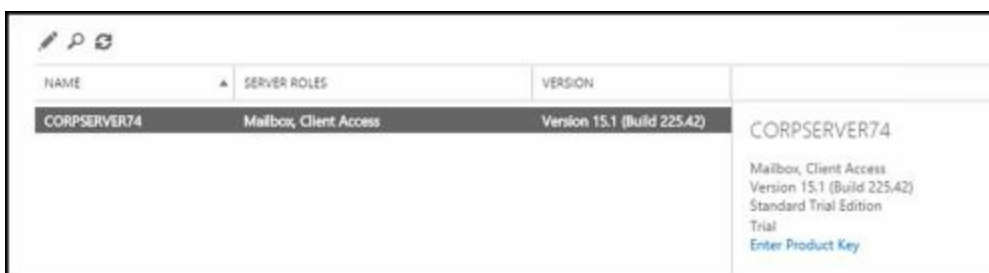 NAME SERVER ROLES VERSION
CORPSERVER74 Mailbox, Client Access Version 15.1 (Build 225.42)
CORPSERVER74
Mailbox, Client Access
Version 15.1 (Build 225.42)
Standard Trial Edition
Trial
Enter Product Key